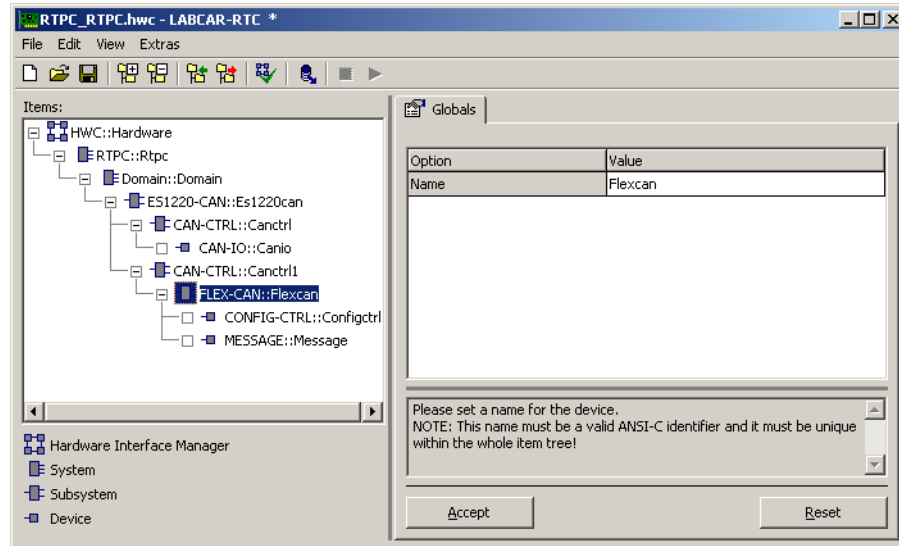 RTPC_RTPC.hwc - LABCAR-RTC *
File Edit View Extras
Items:
HWC::Hardware
RTPC::Rtpc
Domain::Domain
ES1220-CAN::Es1220can
CAN-CTRL::Canctrl
CAN-IO::Canio
CAN-CTRL::Canctrl1
FLEX-CAN::Flexcan
CONFIG-CTRL::Configctrl
MESSAGE::Message
Hardware Interface Manager
System
Subsystem
Device
Globals
Option Value
Name Flexcan
Please set a name for the device.
NOTE: This name must be a valid ANSI-C identifier and it must be unique
within the whole item tree!
Accept Reset